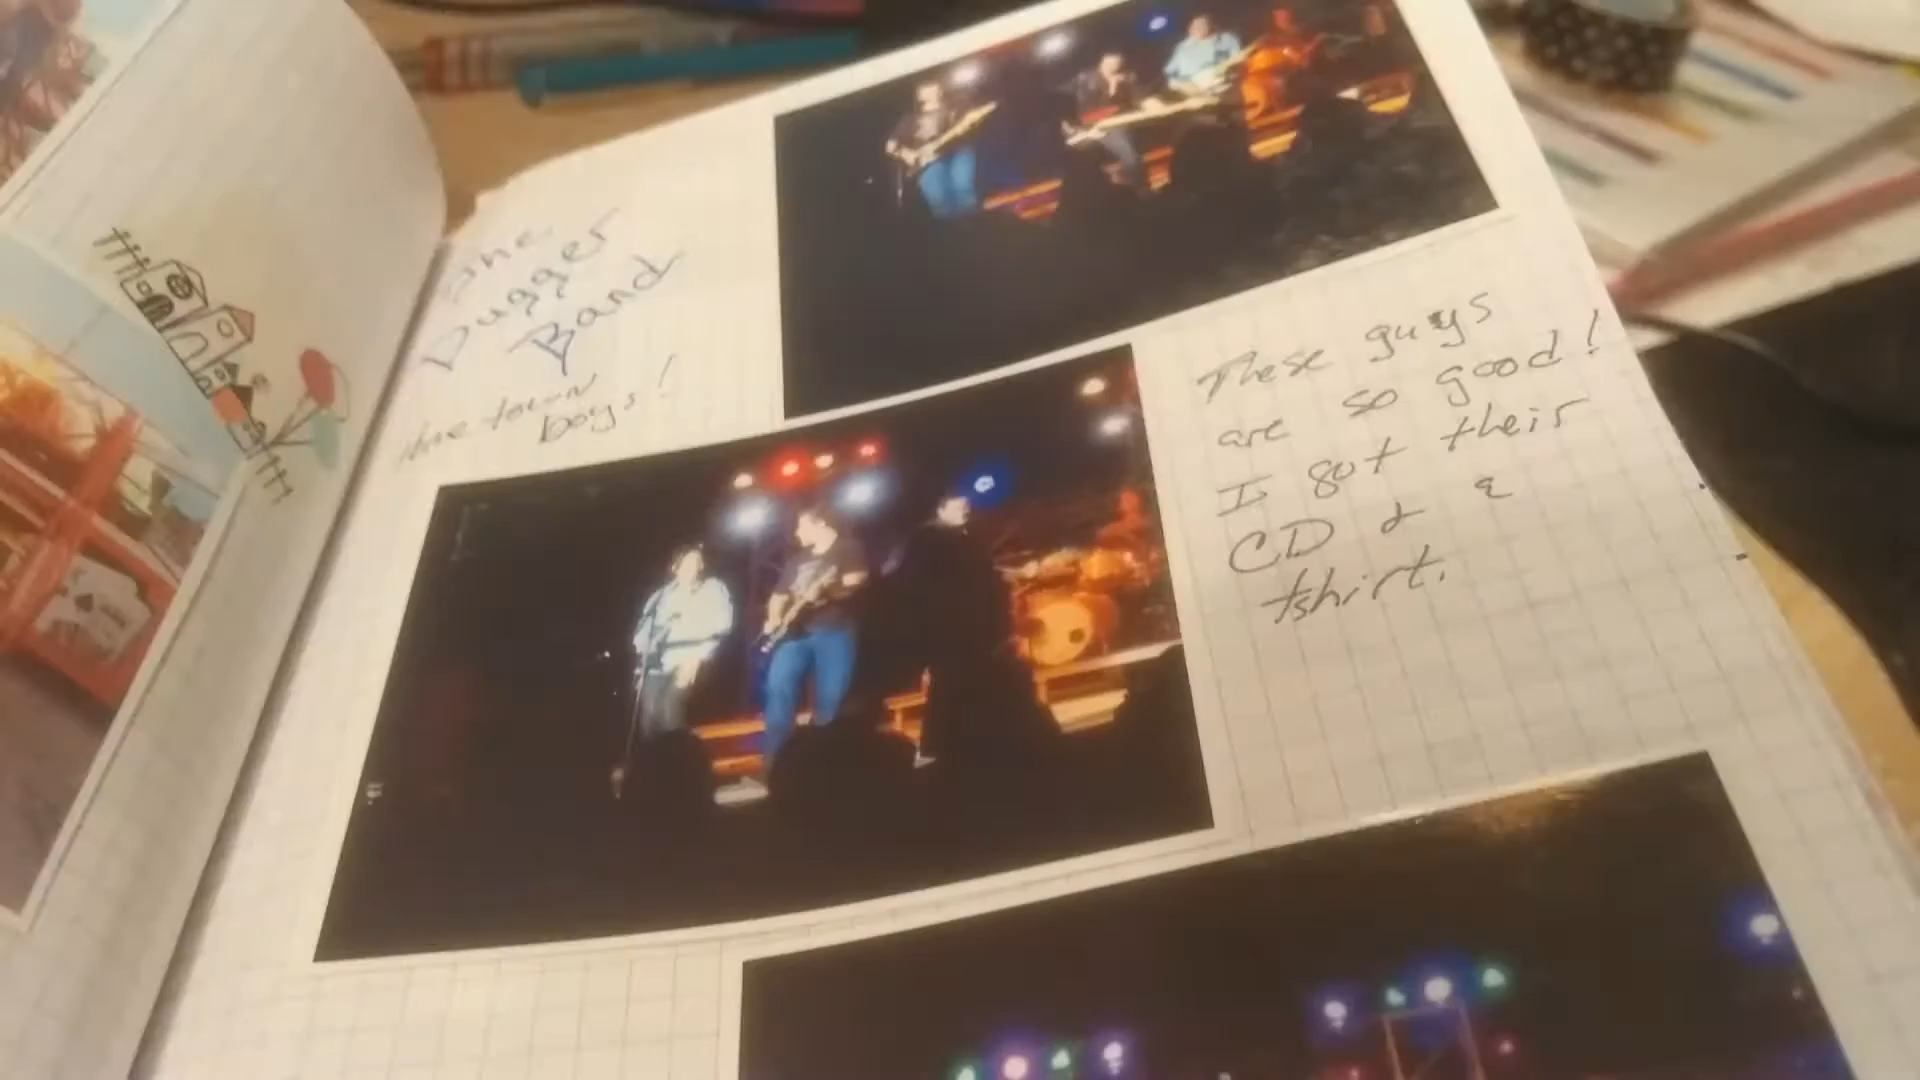 The
Dugger
Band
Home town
boys!
These guys
are so good!
I got their
CD & a
tshirt.